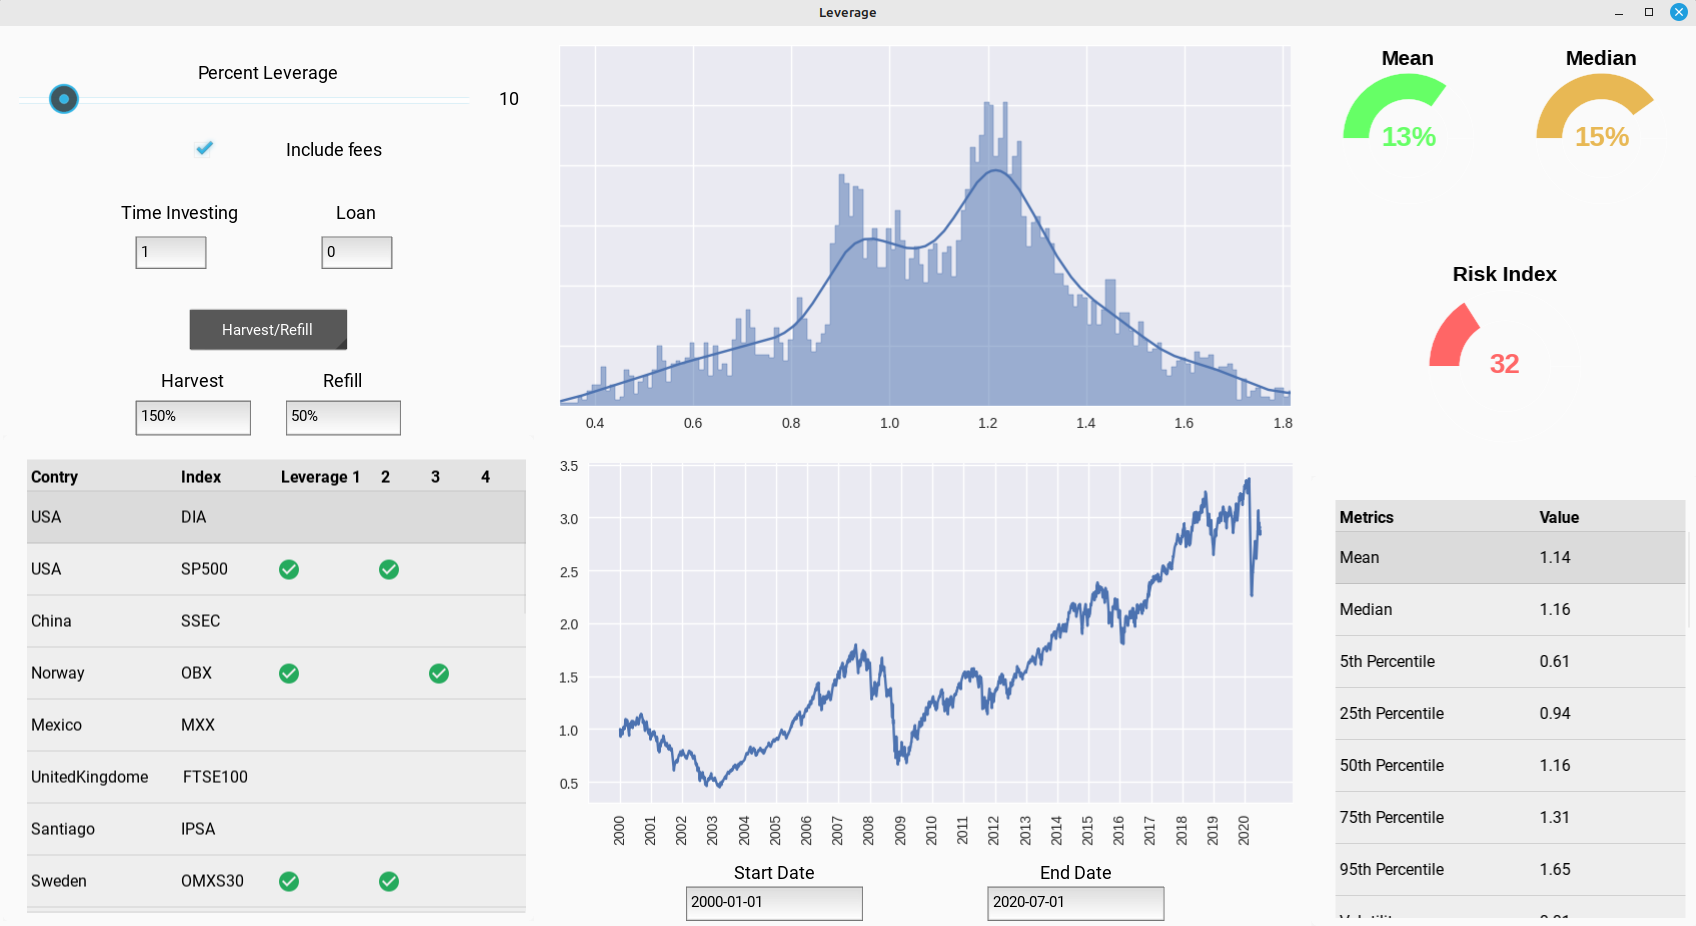 Leverage
Percent Leverage
10
Include fees
Time Investing Loan
1 0
Harvest/Refill
Harvest Refill
150% 50%
Contry Index Leverage 1 2 3 4
USA DIA
USA SP500
China SSEC
Norway OBX
Mexico MXX
UnitedKingdome FTSE100
Santiago IPSA
Sweden OMXS30
0.4 0.6 0.8 1.0 1.2 1.4 1.6 1.8
3.5
3.0
2.5
2.0
1.5
1.0
0.5
2000 2001 2002 2003 2004 2005 2006 2007 2008 2009 2010 2011 2012 2013 2014 2015 2016 2017 2018 2019 2020
Start Date End Date
2000-01-01 2020-07-01
Mean Median
13% 15%
Risk Index
32
Metrics Value
Mean 1.14
Median 1.16
5th Percentile 0.61
25th Percentile 0.94
50th Percentile 1.16
75th Percentile 1.31
95th Percentile 1.65